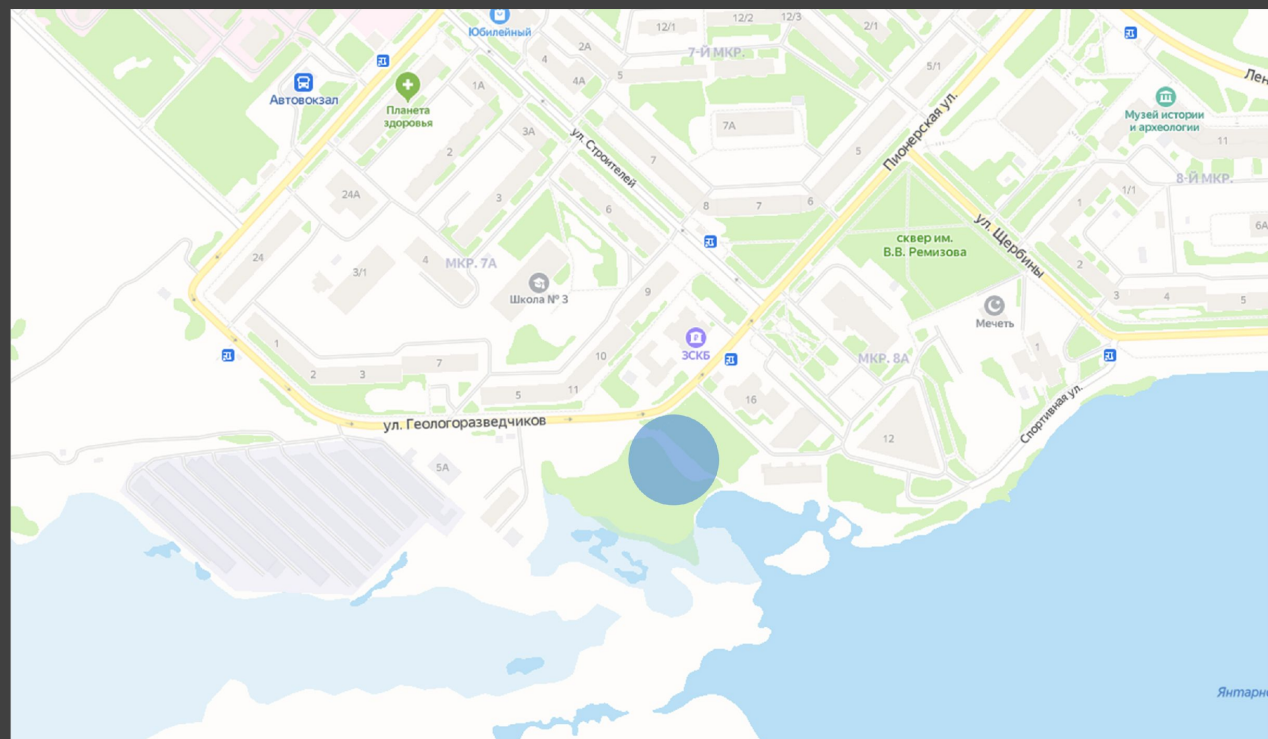 12/2
12/3
Юбилейный
12/1
2/1
2А
7-Й МКР.
4
5/1
Лен
4А
5
1А
Автовокзал
Планета
здоровья
Музей истории
и археологии
Пионерская ул.
7А
3А
ул. Строителей
11
2
7
5
8-Й МКР.
24А
3
1/1
6
8
7
6
1
ул. Щербины
6А
сквер им.
В.В. Ремизова
24
4
МКР. 7А
3/1
2
Школа № 3
9
3
4
5
Мечеть
1
ЗСКБ
10
МКР. 8А
1
7
2
3
5
11
16
Спортивная ул.
ул. Геологоразведчиков
12
5А
Янтарн